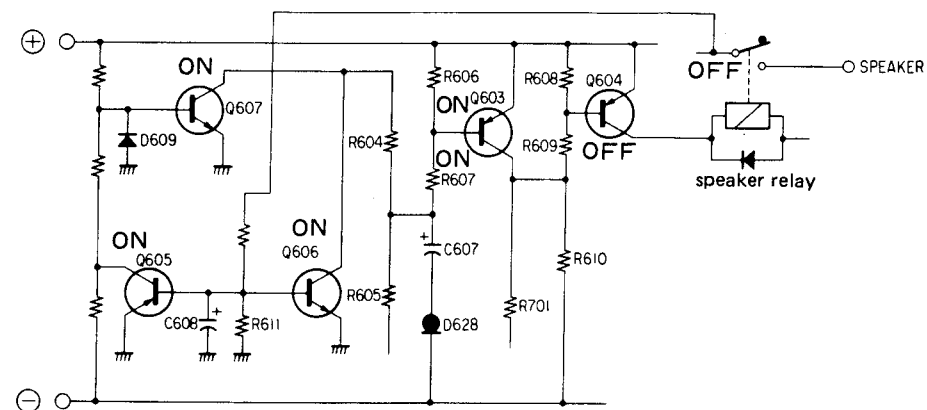 +
ON
Q607
D609
R604
R606
ON
Q603
ON
R607
R608
Q604
R609
OFF
OFF
SPEAKER
speaker relay
ON
Q605
ON
Q606
C608
+
R611
R605
+
C607
D628
R701
R610
−